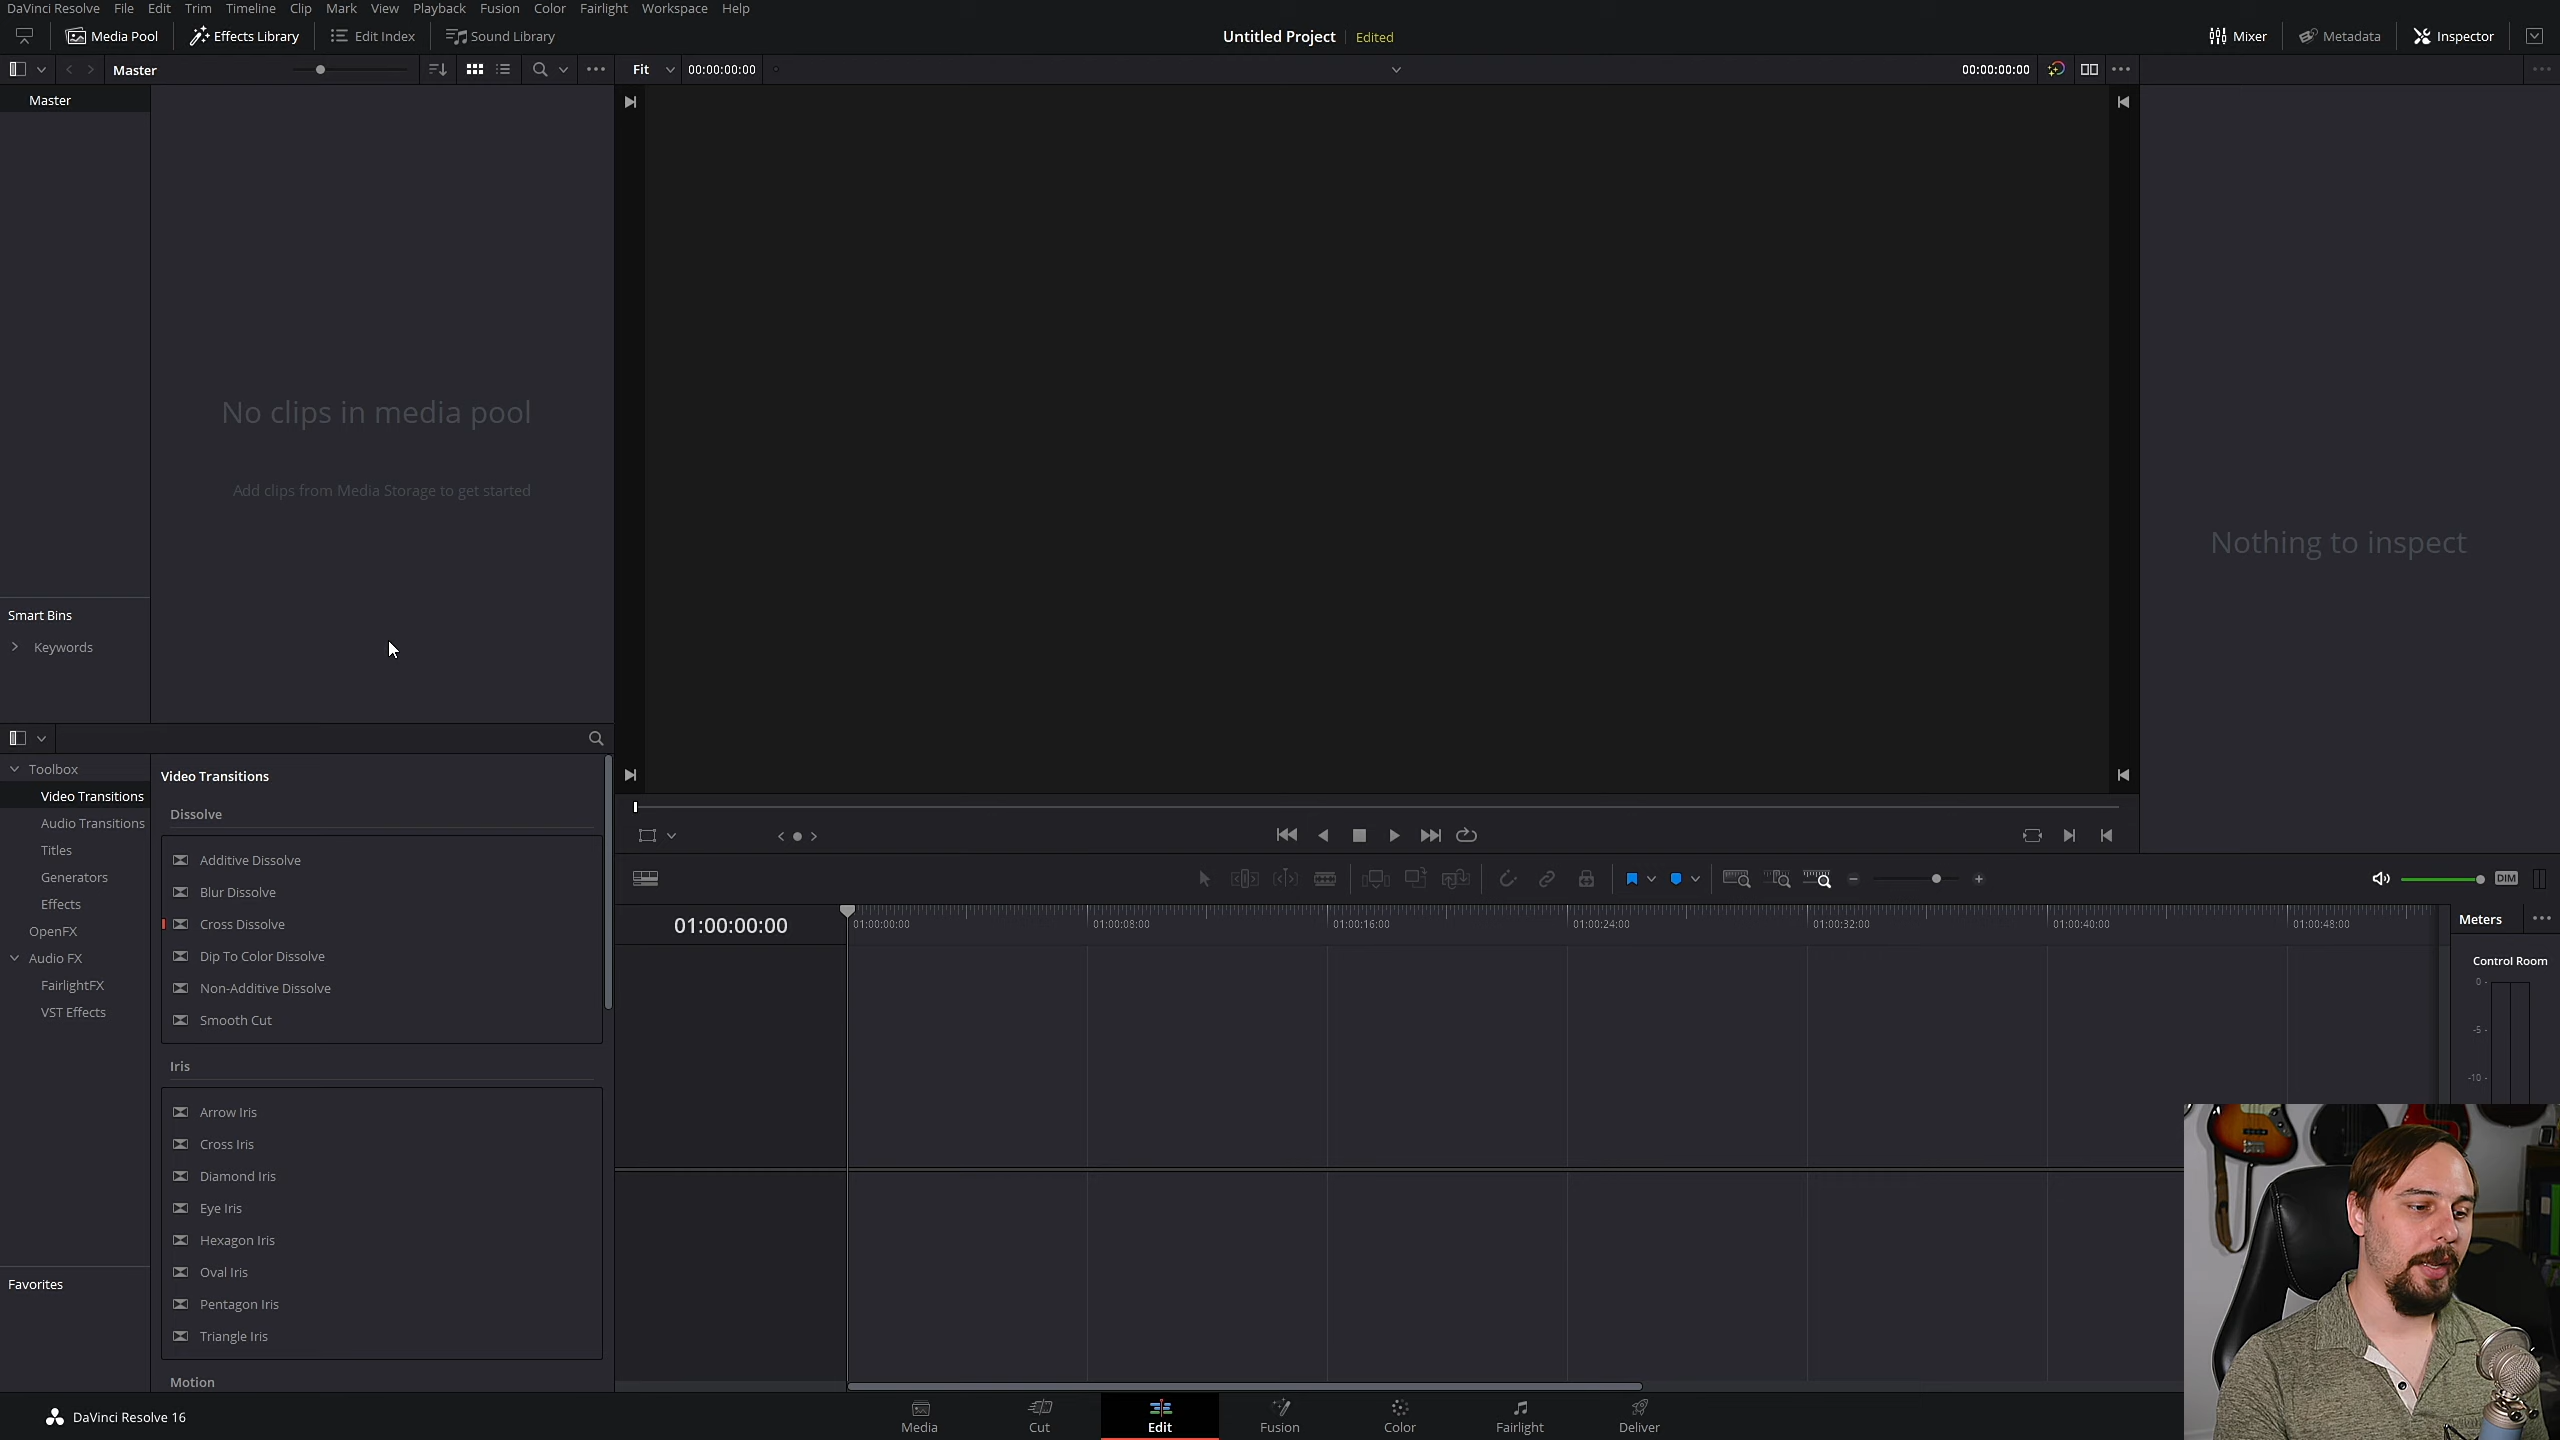 DaVinci Resolve File Edit Trim Timeline Clip Mark View Playback Fusion Color Fairlight Workspace Help
Media Pool Effects Library Edit Index Sound Library Untitled Project Edited Mixer Metadata Inspector
Master Fit 00:00:00:00 00:00:00:00
Master
No clips in media pool
Add clips from Media Storage to get started
Nothing to inspect
Smart Bins
Keywords
Toolbox
Video Transitions
Audio Transitions
Titles
Generators
Effects
OpenFX
Audio FX
FairlightFX
VST Effects
Favorites
Video Transitions
Dissolve
Additive Dissolve
Blur Dissolve
Cross Dissolve
Dip To Color Dissolve
Non-Additive Dissolve
Smooth Cut
Iris
Arrow Iris
Cross Iris
Diamond Iris
Eye Iris
Hexagon Iris
Oval Iris
Pentagon Iris
Triangle Iris
Motion
DIM
01:00:00:00 01:00:00:00 01:00:08:00 01:00:16:00 01:00:24:00 01:00:32:00 01:00:40:00 01:00:48:00
Meters
Control Room
0
-5
-10
DaVinci Resolve 16 Media Cut Edit Fusion Color Fairlight Deliver